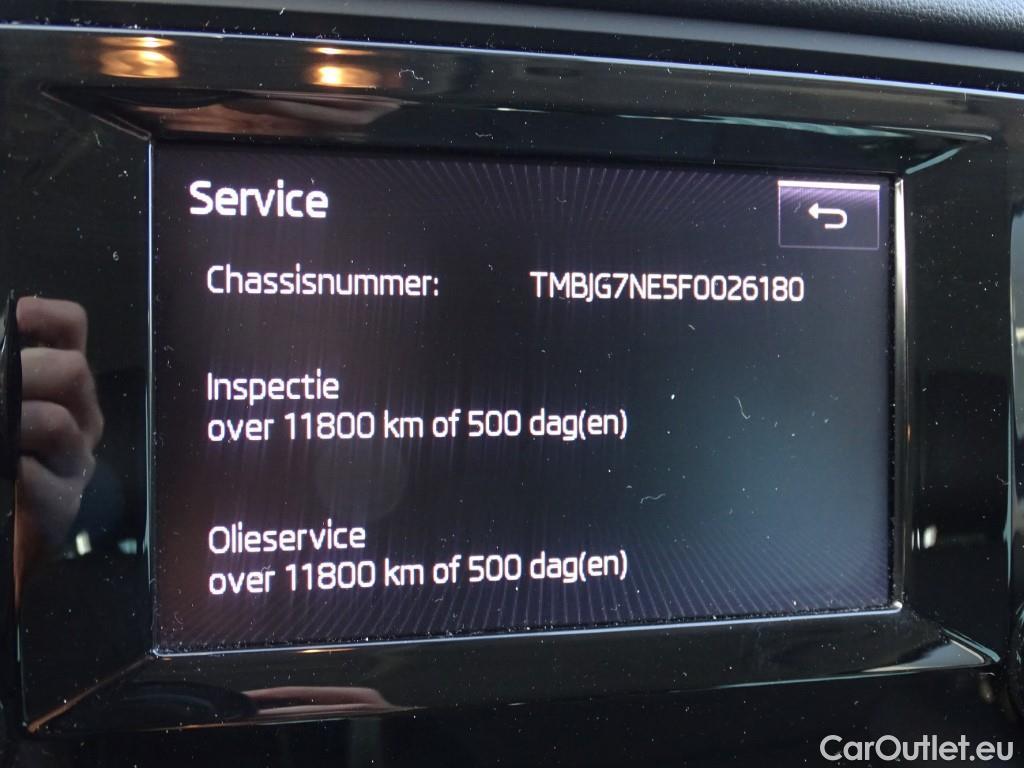 Service
Chassisnummer: TMBJG7NE5F0026180
Inspectie
over 11800 km of 500 dag(en)
Olieservice
over 11800 km of 500 dag(en)
CarOutlet.eu